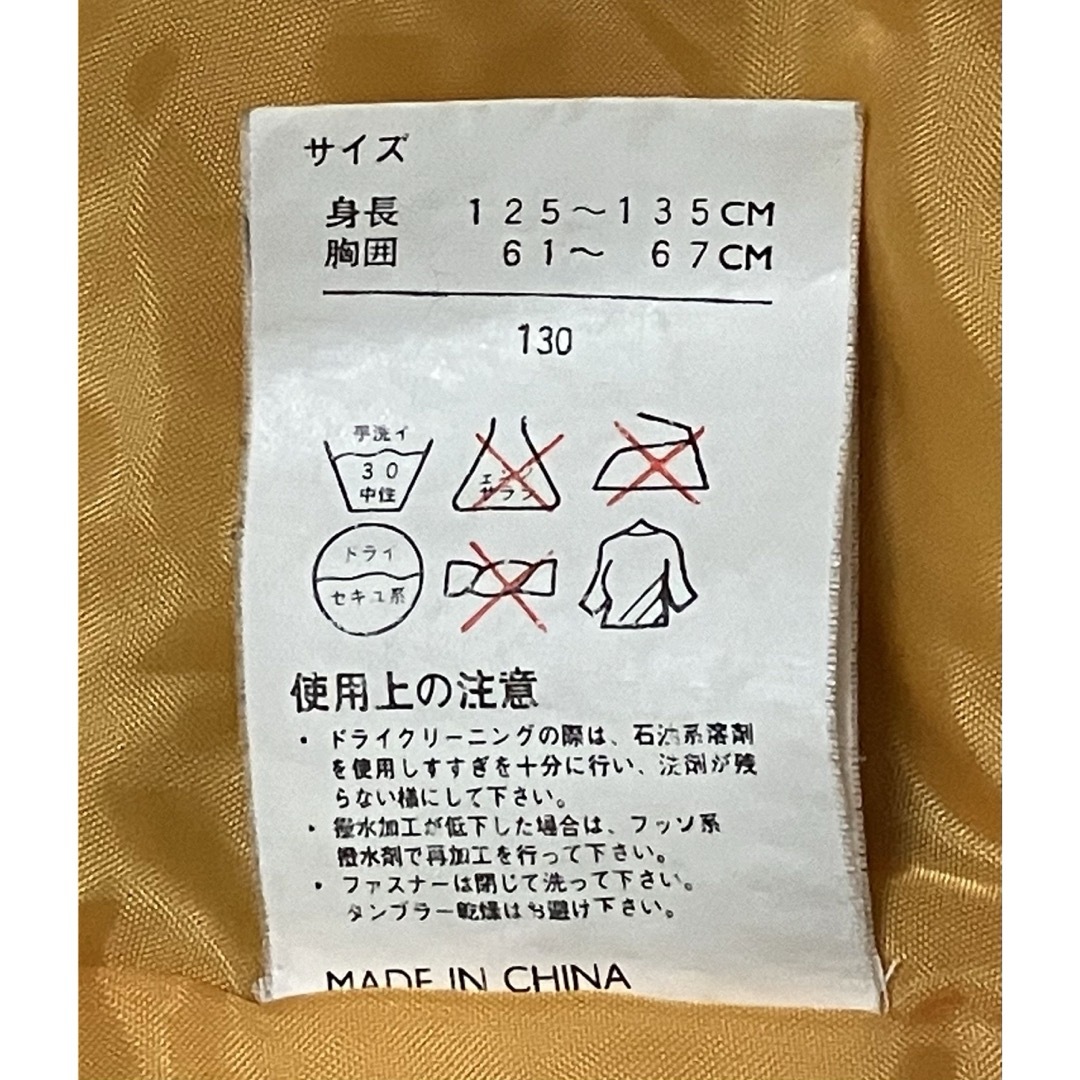 サイズ
身長 125〜135CM
胸囲 61〜 67CM
130
手洗イ
30
中性
エンソ
サラシ
ドライ
セキユ系
使用上の注意
・ドライクリーニングの際は、石油系溶剤
を使用しすすぎを十分に行い、洗剤が残
らない様にして下さい。
・撥水加工が低下した場合は、フッソ系
撥水剤で再加工を行って下さい。
・ファスナーは閉じて洗って下さい。
タンブラー乾燥はお避け下さい。
MADE IN CHINA